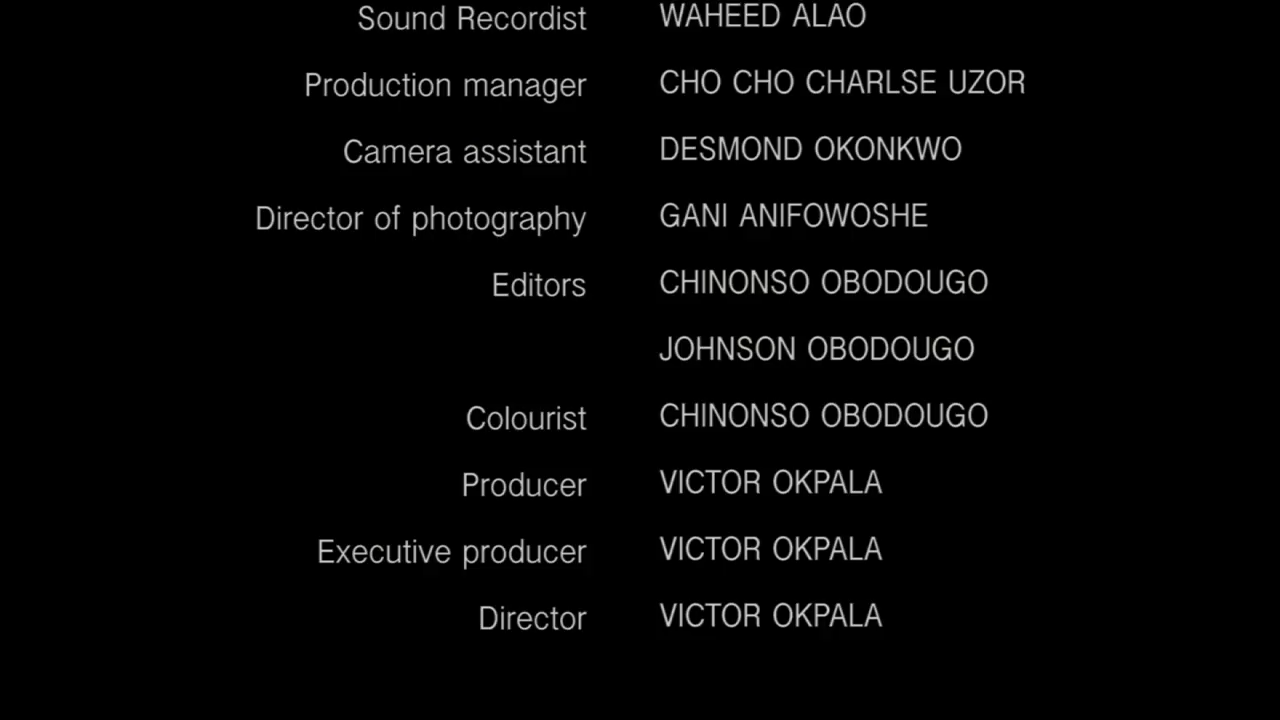 Sound Recordist WAHEED ALAO
Production manager CHO CHO CHARLSE UZOR
Camera assistant DESMOND OKONKWO
Director of photography GANI ANIFOWOSHE
Editors CHINONSO OBODOUGO
JOHNSON OBODOUGO
Colourist CHINONSO OBODOUGO
Producer VICTOR OKPALA
Executive producer VICTOR OKPALA
Director VICTOR OKPALA